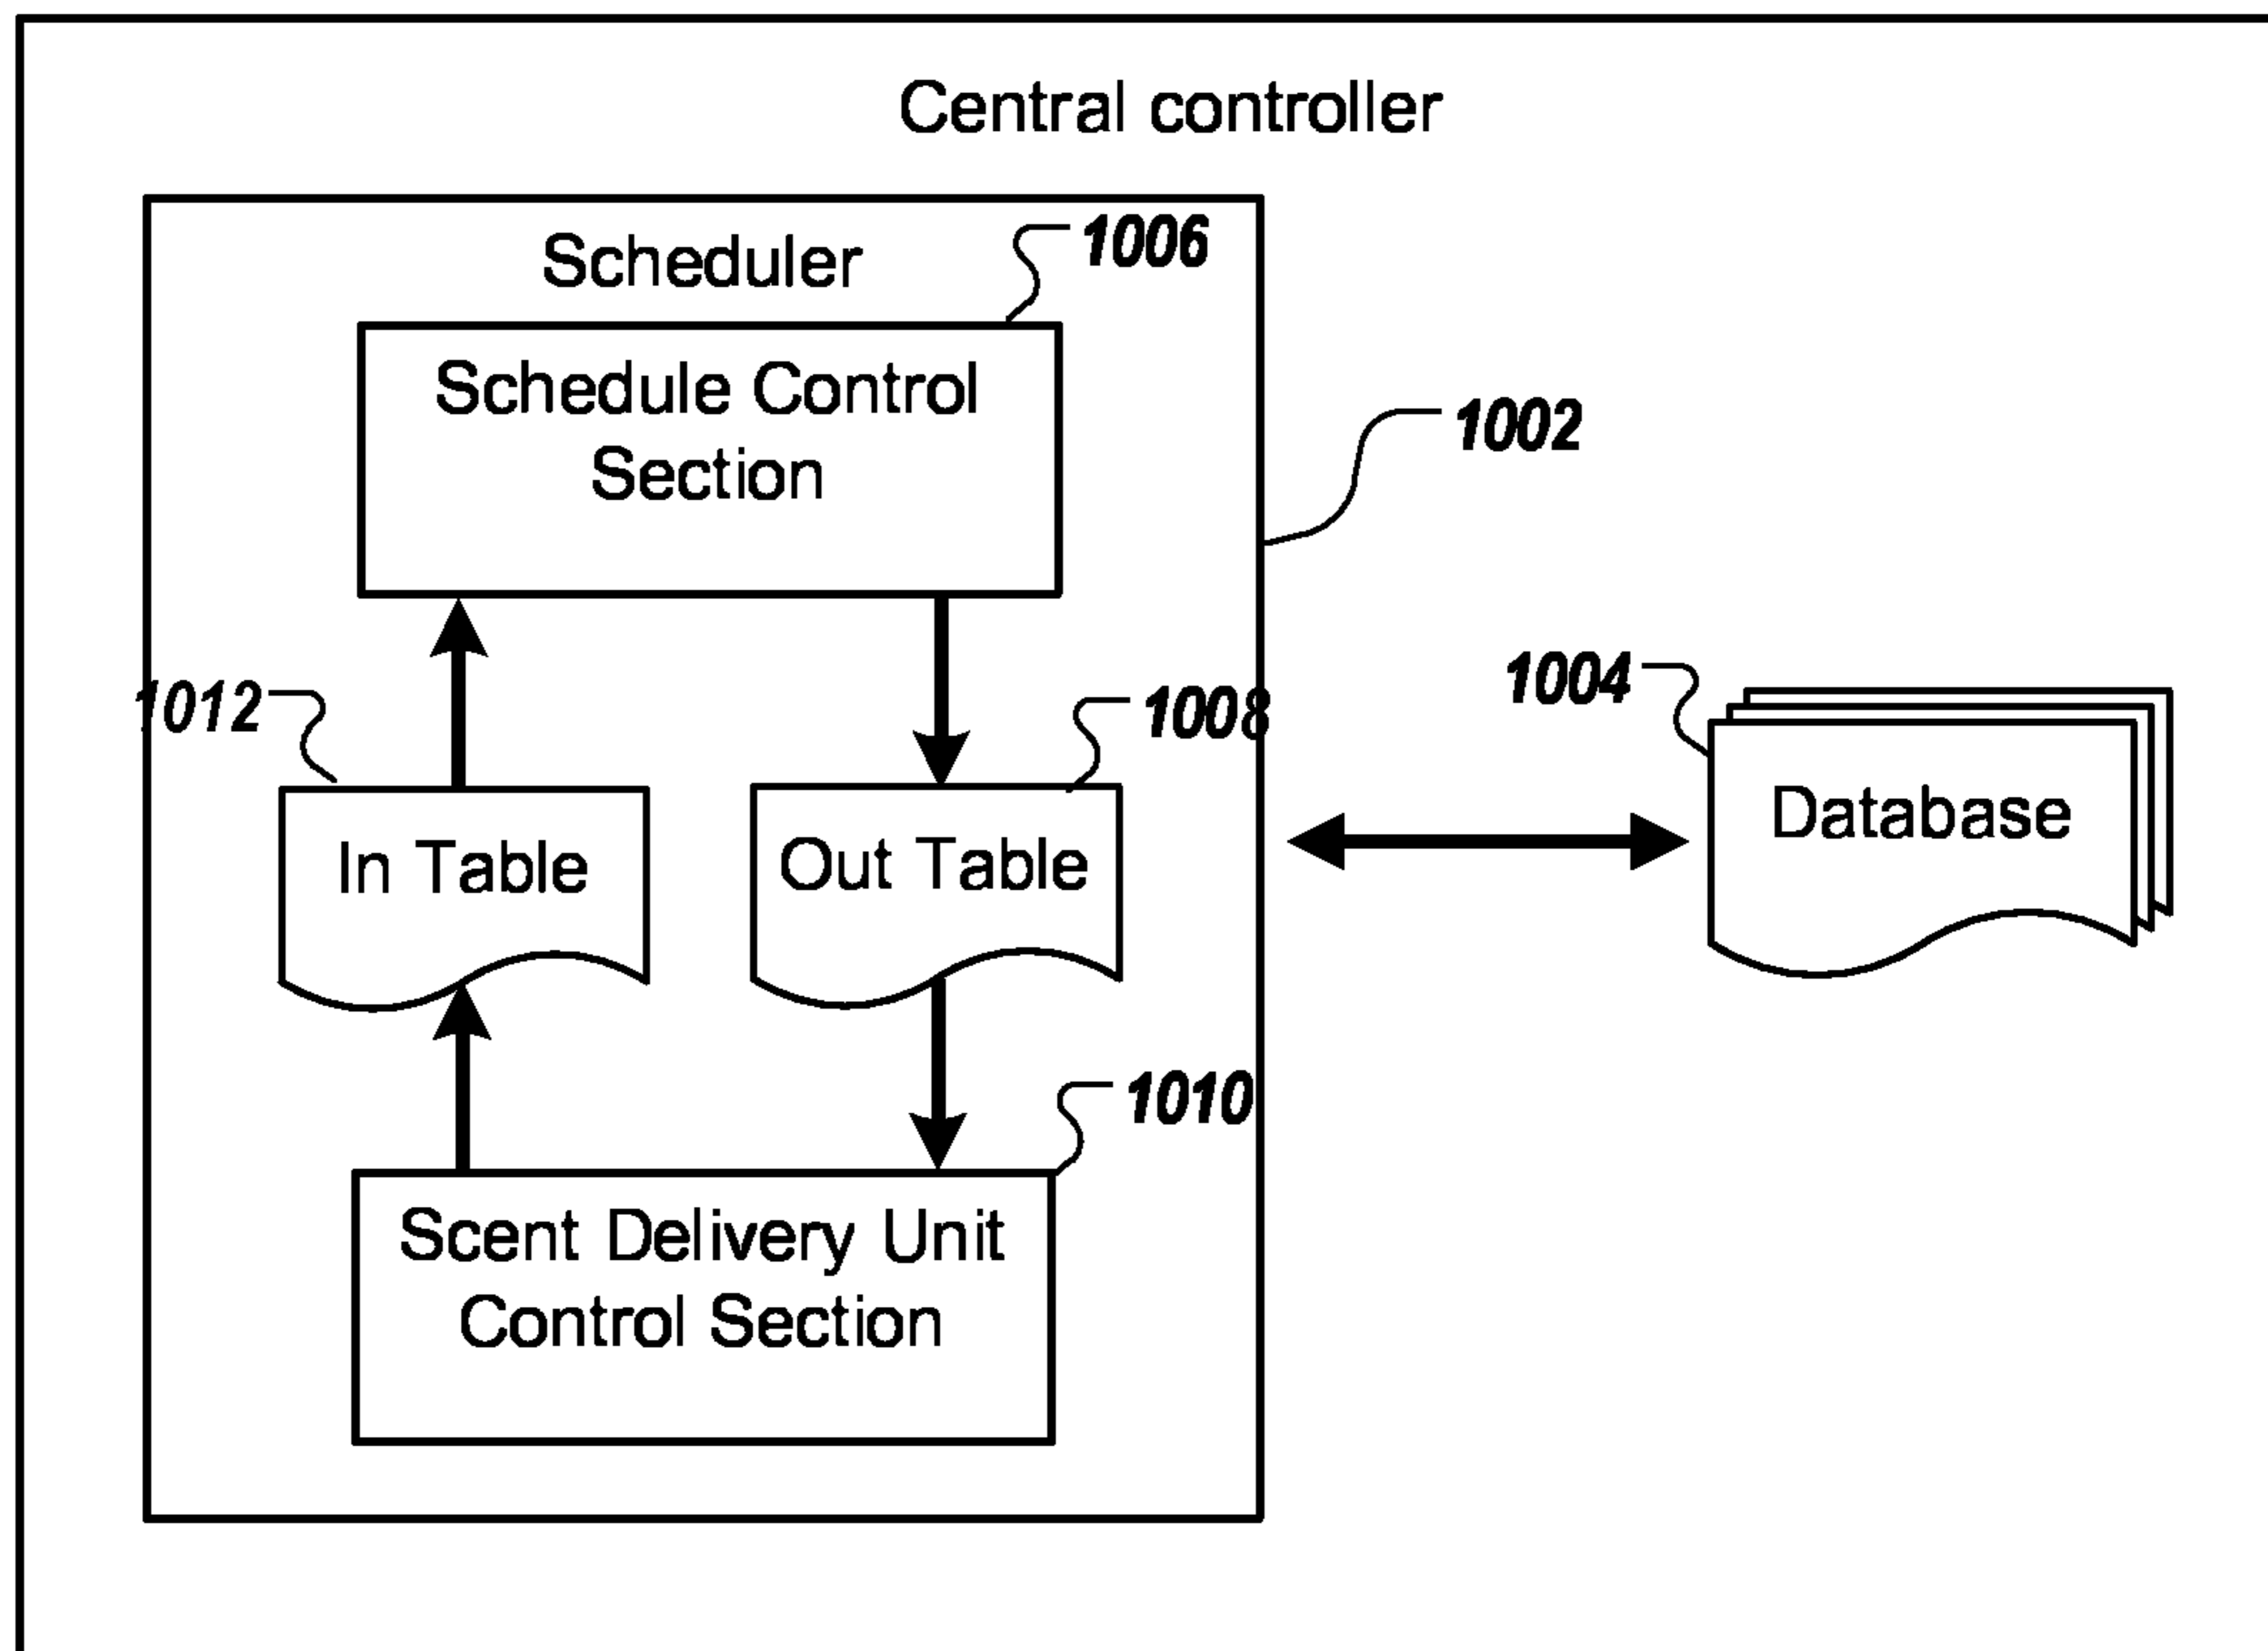 Central controller
Scheduler
1006
Schedule Control
Section
1002
1012
1008
1004
In Table
Out Table
Database
1010
Scent Delivery Unit
Control Section